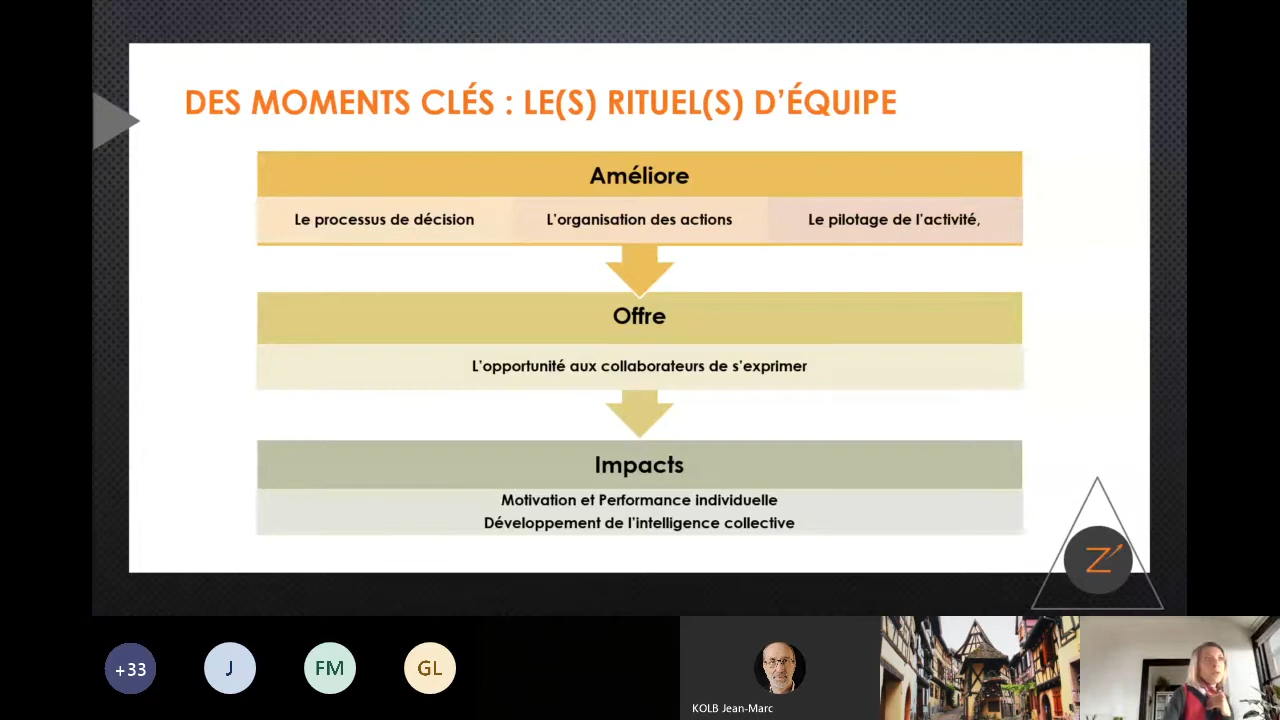 DES MOMENTS CLÉS : LE(S) RITUEL(S) D'ÉQUIPE
Améliore
Le processus de décision
L'organisation des actions
Le pilotage de l'activité,
Offre
L'opportunité aux collaborateurs de s'exprimer
Impacts
Motivation et Performance individuelle
Développement de l'intelligence collective
Z
+33
J
FM
GL
KOLB Jean-Marc